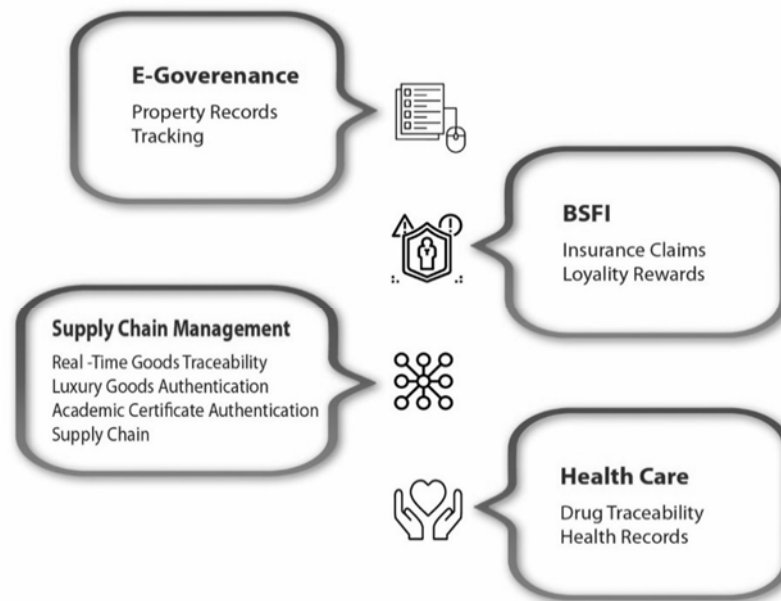 E-Goverenance
Property Records
Tracking
BSFI
Insurance Claims
Loyality Rewards
Supply Chain Management
Real -Time Goods Traceability
Luxury Goods Authentication
Academic Certificate Authentication
Supply Chain
Health Care
Drug Traceability
Health Records